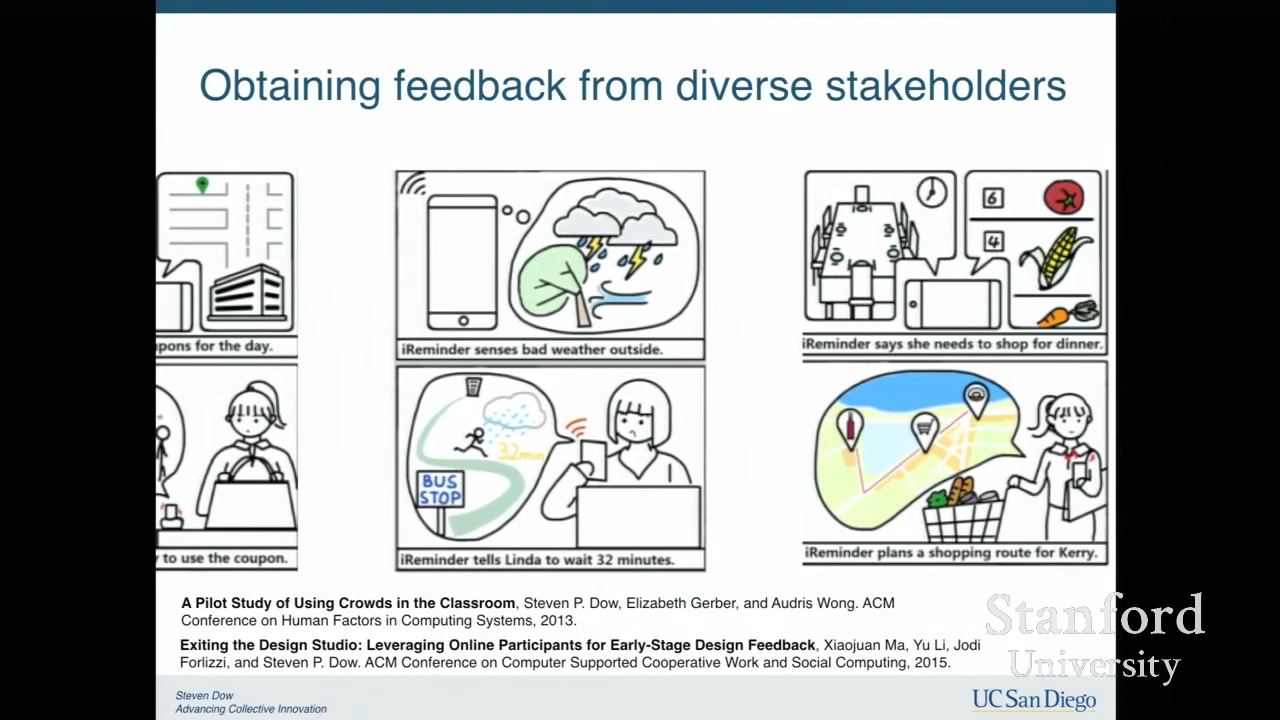 Obtaining feedback from diverse stakeholders
6
4
pons for the day.
iReminder senses bad weather outside.
iReminder says she needs to shop for dinner.
32min
BUS
STOP
to use the coupon.
iReminder tells Linda to wait 32 minutes.
iReminder plans a shopping route for Kerry.
A Pilot Study of Using Crowds in the Classroom, Steven P. Dow, Elizabeth Gerber, and Audris Wong. ACM
Conference on Human Factors in Computing Systems, 2013.
Exiting the Design Studio: Leveraging Online Participants for Early-Stage Design Feedback, Xiaojuan Ma, Yu Li, Jodi
Forlizzi, and Steven P. Dow. ACM Conference on Computer Supported Cooperative Work and Social Computing, 2015.
Stanford
University
Steven Dow
Advancing Collective Innovation
UC San Diego